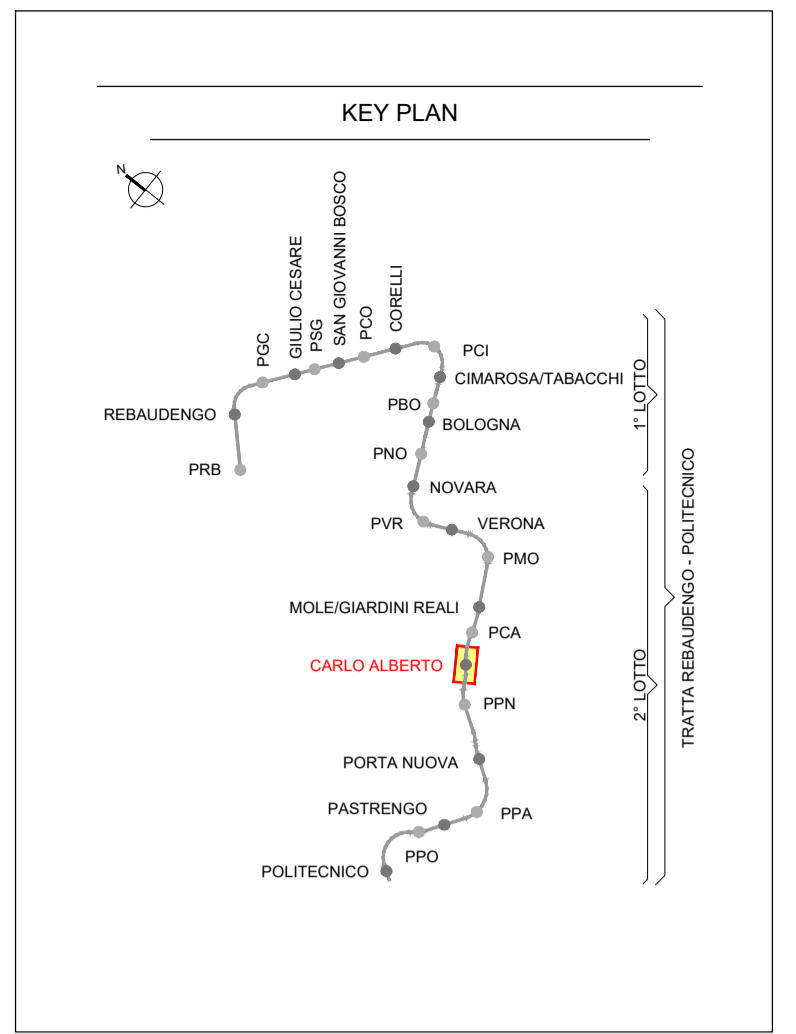 KEY PLAN
N
PGC
GIULIO CESARE
PSG
SAN GIOVANNI BOSCO
PCO
CORELLI
PCI
CIMAROSA/TABACCHI
REBAUDENGO
PBO
BOLOGNA
PRB
PNO
NOVARA
PVR
VERONA
PMO
MOLE/GIARDINI REALI
PCA
CARLO ALBERTO
PPN
PORTA NUOVA
PASTRENGO
PPA
PPO
POLITECNICO
1° LOTTO
2° LOTTO
TRATTA REBAUDENGO - POLITECNICO